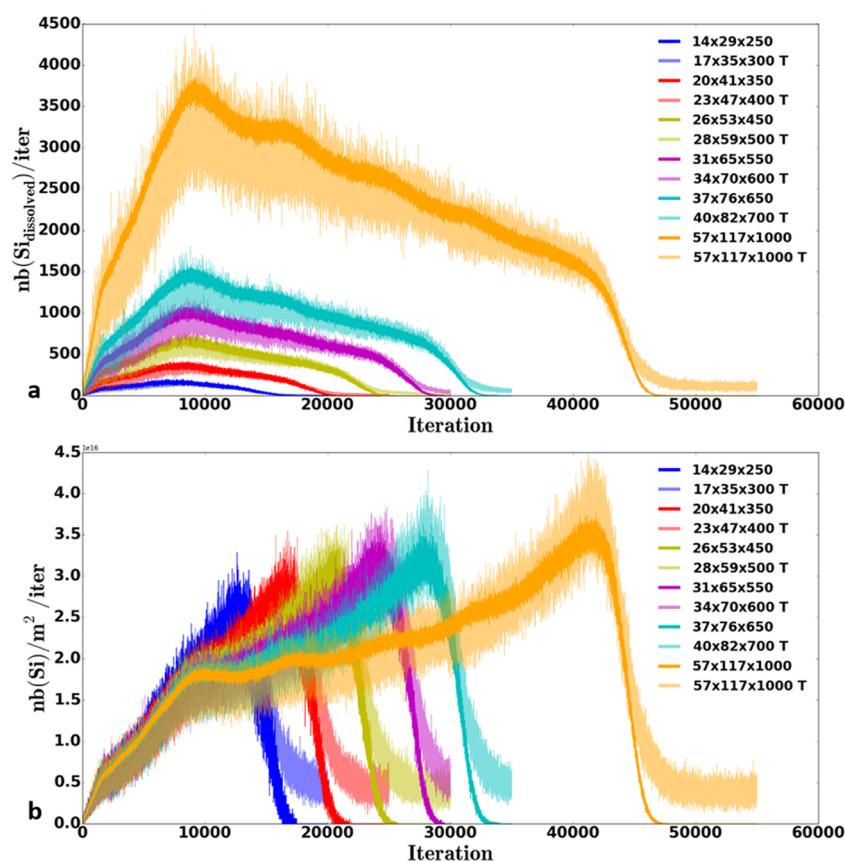 4500
4000
3500
3000
2500
2000
1500
1000
500
0
nb(Si_dissolved)/iter
14x29x250
17x35x300 T
20x41x350
23x47x400 T
26x53x450
28x59x500 T
31x65x550
34x70x600 T
37x76x650
40x82x700 T
57x117x1000
57x117x1000 T
a
0 10000 20000 30000 40000 50000 60000
Iteration
1e16
4.5
4.0
3.5
3.0
2.5
2.0
1.5
1.0
0.5
0.0
nb(Si)/m² /iter
14x29x250
17x35x300 T
20x41x350
23x47x400 T
26x53x450
28x59x500 T
31x65x550
34x70x600 T
37x76x650
40x82x700 T
57x117x1000
57x117x1000 T
b
0 10000 20000 30000 40000 50000 60000
Iteration